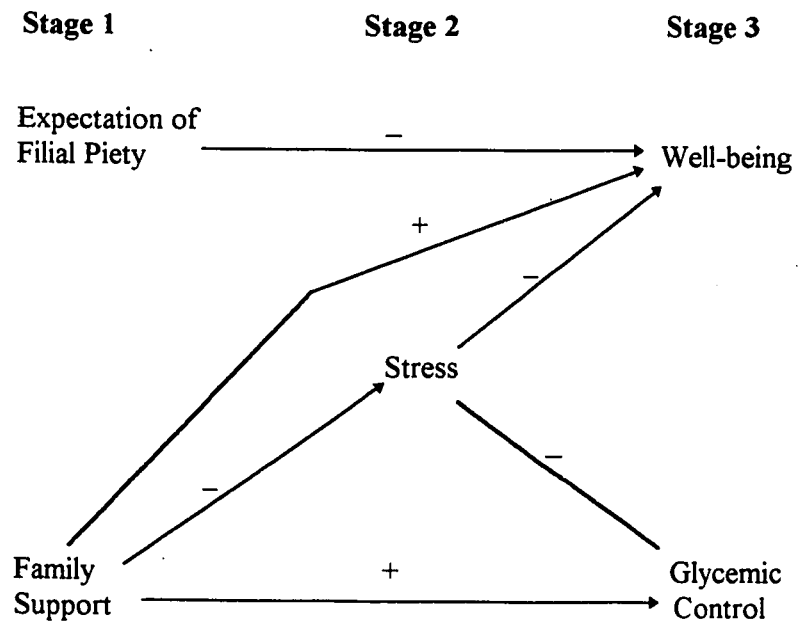 Stage 1 Stage 2 Stage 3
Expectation of
Filial Piety
−
Well-being
+
−
Stress
−
−
Family
Support
+
Glycemic
Control